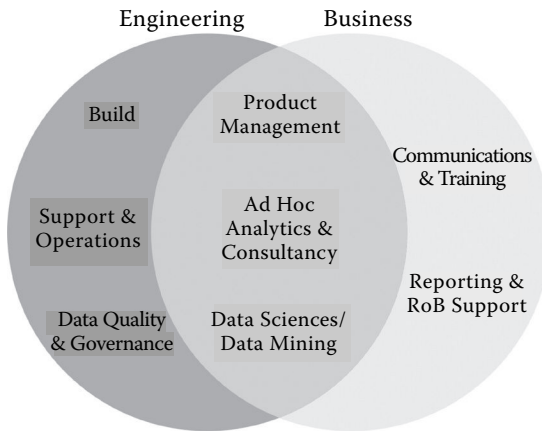 Engineering
Business
Build
Support &
Operations
Data Quality
& Governance
Product
Management
Ad Hoc
Analytics &
Consultancy
Data Sciences/
Data Mining
Communications
& Training
Reporting &
RoB Support